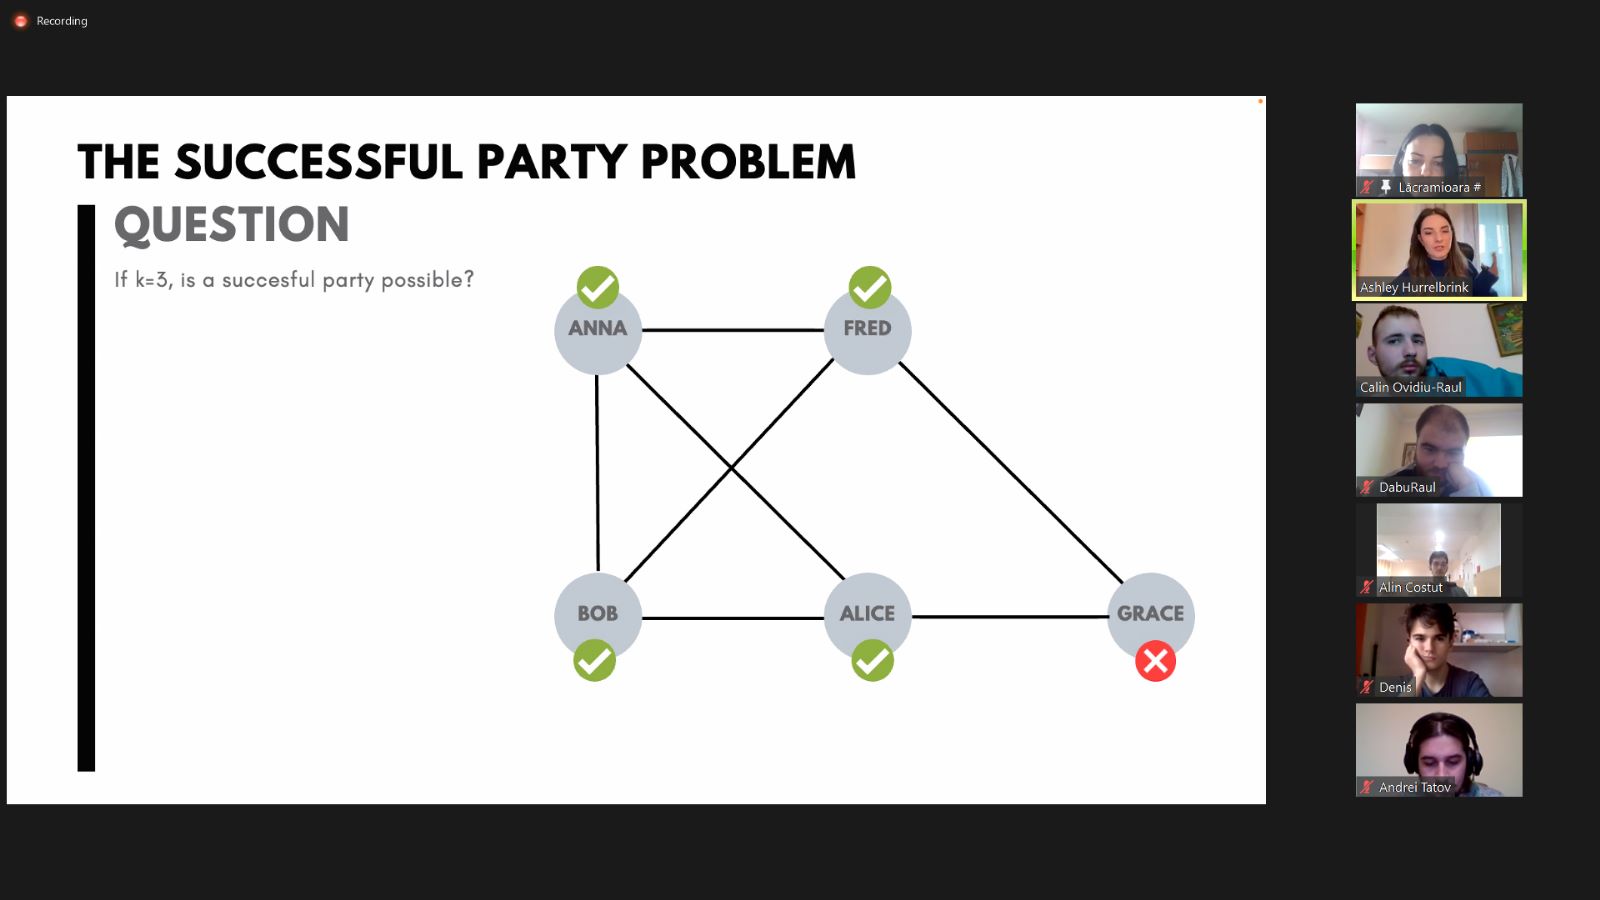 Recording
THE SUCCESSFUL PARTY PROBLEM
QUESTION
If k=3, is a succesful party possible?
ANNA
FRED
BOB
ALICE
GRACE
Lăcramioara #
Ashley Hurrelbrink
Calin Ovidiu-Raul
DabuRaul
Alin Costut
Denis
Andrei Tatov